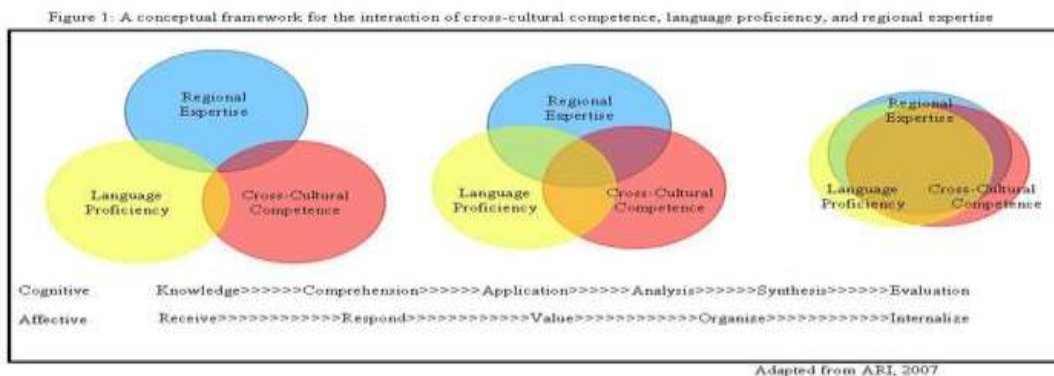 Figure 1: A conceptual framework for the interaction of cross-cultural competence, language proficiency, and regional expertise
Regional
Expertise
Language
Proficiency
Cross-Cultural
Competence
Regional
Expertise
Language
Proficiency
Cross-Cultural
Competence
Regional
Expertise
Language
Proficiency
Cross-Cultural
Competence
Cognitive Knowledge>>>>>>Comprehension>>>>>>Application>>>>>>Analysis>>>>>>Synthesis>>>>>>Evaluation
Affective Receive>>>>>>>>>>>>Respond>>>>>>>>>>>>Value>>>>>>>>>>>>Organize>>>>>>>>>>>>Internalize
Adapted from ARI, 2007